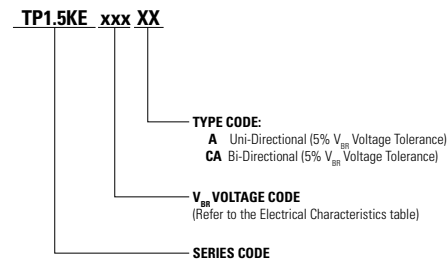 TP1.5KE xxx XX
TYPE CODE:
A Uni-Directional (5% VBR Voltage Tolerance)
CA Bi-Directional (5% VBR Voltage Tolerance)
VBR VOLTAGE CODE
(Refer to the Electrical Characteristics table)
SERIES CODE